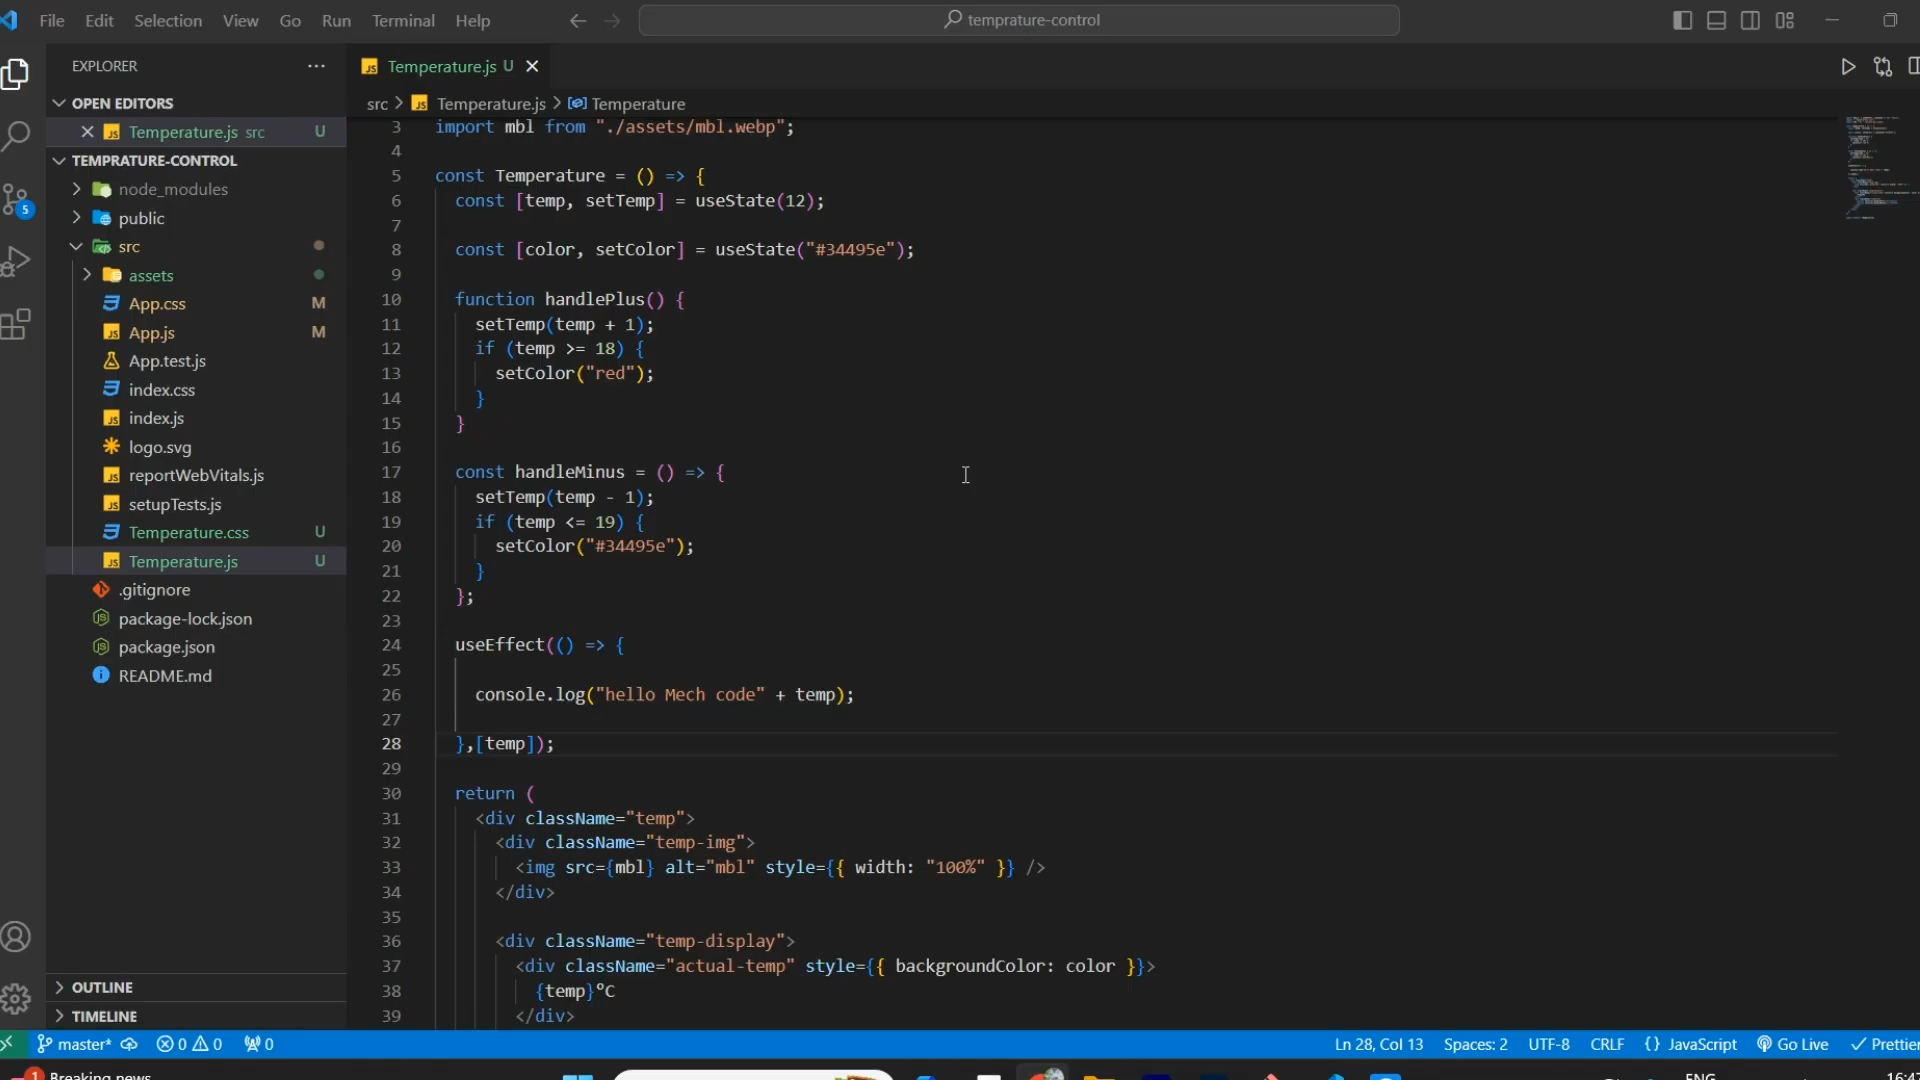 File Edit Selection View Go Run Terminal Help
temprature-control
EXPLORER
Temperature.js U
OPEN EDITORS
src > Temperature.js > Temperature
Temperature.js src U
TEMPRATURE-CONTROL
node_modules
public
src
assets
App.css M
App.js M
App.test.js
index.css
index.js
logo.svg
reportWebVitals.js
setupTests.js
Temperature.css U
Temperature.js U
.gitignore
package-lock.json
package.json
README.md
OUTLINE
TIMELINE
5
3 import mbl from "./assets/mbl.webp";
4
5 const Temperature = () => {
6 const [temp, setTemp] = useState(12);
7
8 const [color, setColor] = useState("#34495e");
9
10 function handlePlus() {
11 setTemp(temp + 1);
12 if (temp >= 18) {
13 setColor("red");
14 }
15 }
16
17 const handleMinus = () => {
18 setTemp(temp - 1);
19 if (temp <= 19) {
20 setColor("#34495e");
21 }
22 };
23
24 useEffect(() => {
25
26 console.log("hello Mech code" + temp);
27
28 },[temp]);
29
30 return (
31 <div className="temp">
32 <div className="temp-img">
33 <img src={mbl} alt="mbl" style={{ width: "100%" }} />
34 </div>
35
36 <div className="temp-display">
37 <div className="actual-temp" style={{ backgroundColor: color }}>
38 {temp}°C
39 </div>
master* 0 0 0 Ln 28, Col 13 Spaces: 2 UTF-8 CRLF {} JavaScript Go Live Prettier
1 Breaking news
ENG